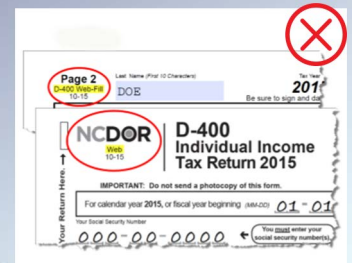 Page 2
D-400 Web-Fill
10-15
Last Name (First 10 Characters)
DOE
Tax Year
201
Be sure to sign and da
NCDOR
Web
10-15
D-400
Individual Income
Tax Return 2015
IMPORTANT: Do not send a photocopy of this form.
Your Return Here.
For calendar year 2015, or fiscal year beginning (MM-DD) 01-01
Your Social Security Number
000-00-0000
You must enter your
social security number(s)